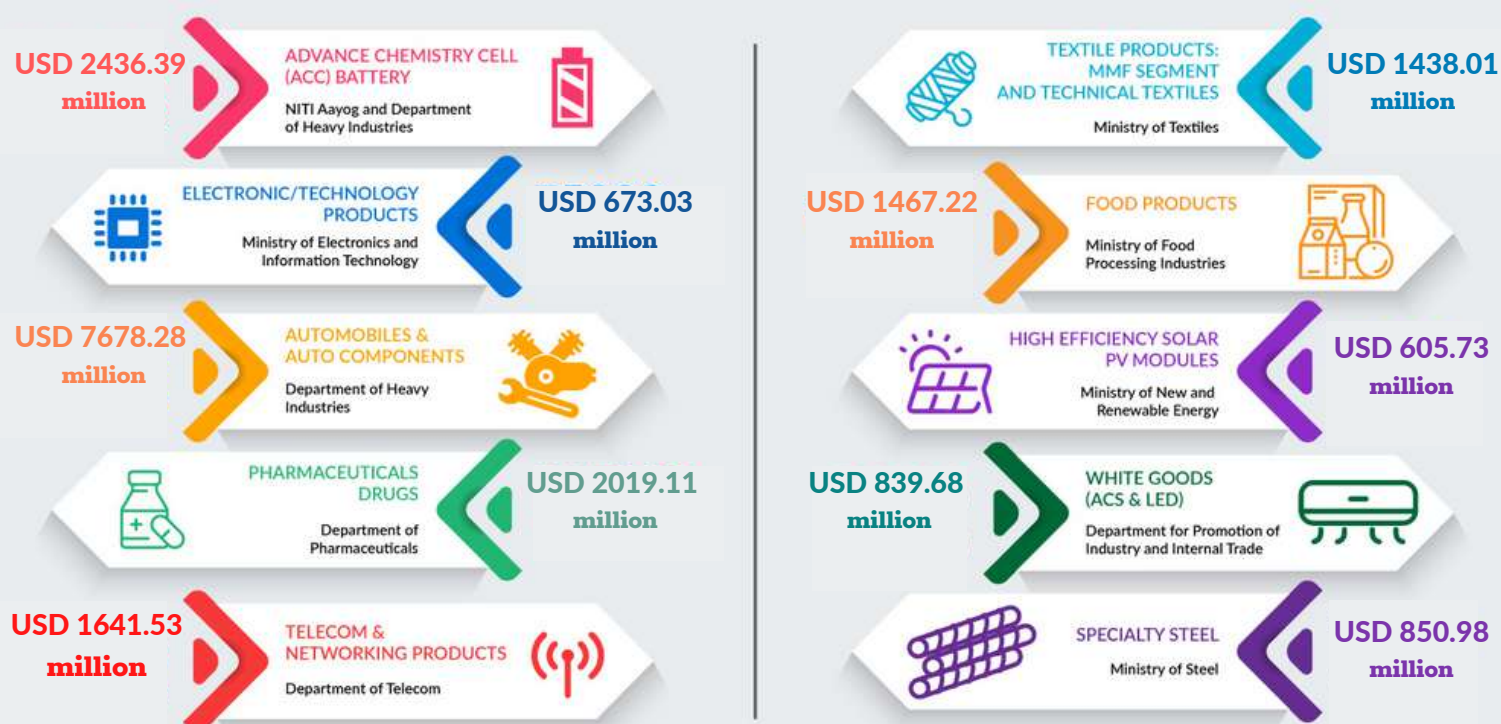 USD 2436.39
million
ADVANCE CHEMISTRY CELL
(ACC) BATTERY
NITI Aayog and Department
of Heavy Industries
ELECTRONIC/TECHNOLOGY
PRODUCTS
Ministry of Electronics and
Information Technology
USD 673.03
million
USD 7678.28
million
AUTOMOBILES &
AUTO COMPONENTS
Department of Heavy
Industries
PHARMACEUTICALS
DRUGS
Department of
Pharmaceuticals
USD 2019.11
million
USD 1641.53
million
TELECOM &
NETWORKING PRODUCTS
Department of Telecom
TEXTILE PRODUCTS:
MMF SEGMENT
AND TECHNICAL TEXTILES
Ministry of Textiles
USD 1438.01
million
USD 1467.22
million
FOOD PRODUCTS
Ministry of Food
Processing Industries
HIGH EFFICIENCY SOLAR
PV MODULES
Ministry of New and
Renewable Energy
USD 605.73
million
USD 839.68
million
WHITE GOODS
(ACS & LED)
Department for Promotion of
Industry and Internal Trade
SPECIALTY STEEL
Ministry of Steel
USD 850.98
million